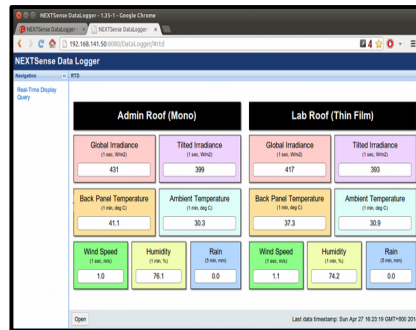 NEXTSense DataLogger - 1.35-1 - Google Chrome
NEXTSense DataLogger - 1.35-1
192.168.141.50:8080/DataLogger/#rtd
4
NEXTSense Data Logger
Navigation
RTD
Real-Time Display
Query
Admin Roof (Mono)
Lab Roof (Thin Film)
Global Irradiance
(1 sec, W/m2)
431
Tilted Irradiance
(1 sec, W/m2)
399
Global Irradiance
(1 sec, W/m2)
417
Tilted Irradiance
(1 sec, W/m2)
393
Back Panel Temperature
(1 min, deg C)
41.1
Ambient Temperature
(1 min, deg C)
30.3
Back Panel Temperature
(1 min, deg C)
37.3
Ambient Temperature
(1 min, deg C)
30.9
Wind Speed
(1 sec, m/s)
1.0
Humidity
(1 min, %)
76.1
Rain
(5 min, mm)
0.0
Wind Speed
(1 sec, m/s)
1.1
Humidity
(1 min, %)
74.2
Rain
(5 min, mm)
0.0
Open
Last data timestamp: Sun Apr 27 16:23:19 GMT+800 201